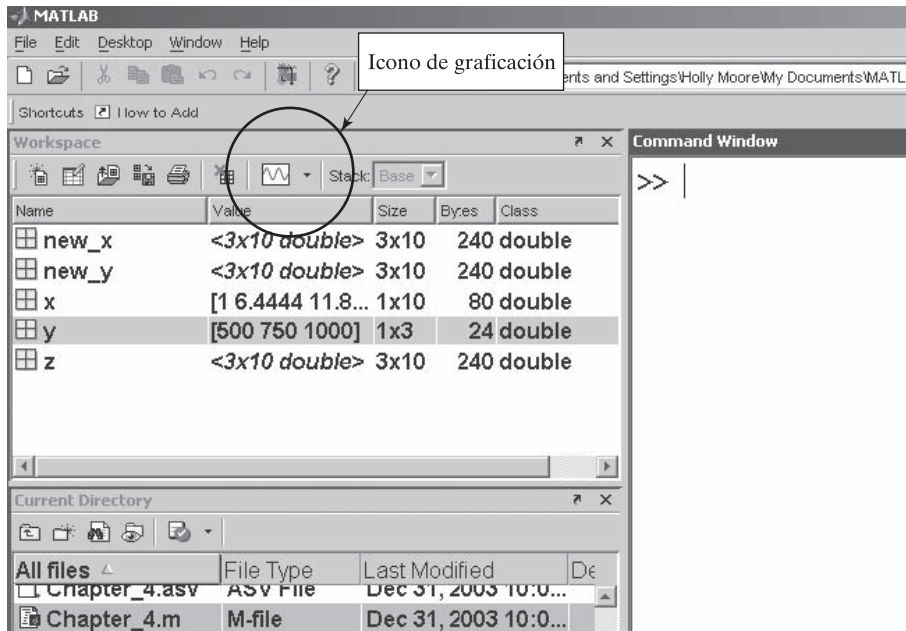 MATLAB
File Edit Desktop Window Help
Icono de graficación
ents and Settings\Holly Moore\My Documents\MATL
Shortcuts How to Add
Workspace
Stack: Base
Name Value Size Bytes Class
new_x <3x10 double> 3x10 240 double
new_y <3x10 double> 3x10 240 double
x [1 6.4444 11.8... 1x10 80 double
y [500 750 1000] 1x3 24 double
z <3x10 double> 3x10 240 double
Command Window
>>
Current Directory
All files File Type Last Modified De
Chapter_4.asv ASV File Dec 31, 2003 10:0...
Chapter_4.m M-file Dec 31, 2003 10:0...